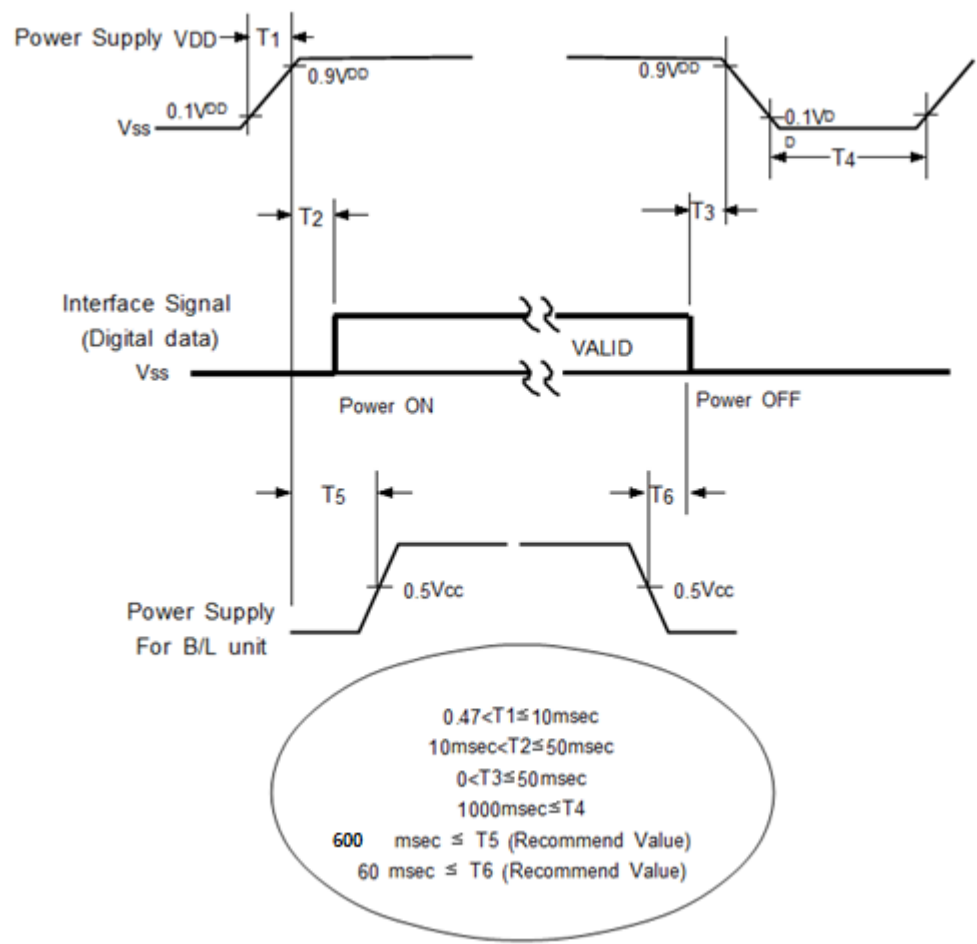 Power Supply VDD T1
0.9VDD
0.9VDD
0.1VDD
0.1VD
D
Vss
T4
T2
T3
Interface Signal
(Digital data)
VALID
Vss
Power ON
Power OFF
T5
T6
0.5Vcc
0.5Vcc
Power Supply
For B/L unit
0.47<T1≤10msec
10msec<T2≤50msec
0<T3≤50msec
1000msec≤T4
600 msec ≤ T5 (Recommend Value)
60 msec ≤ T6 (Recommend Value)